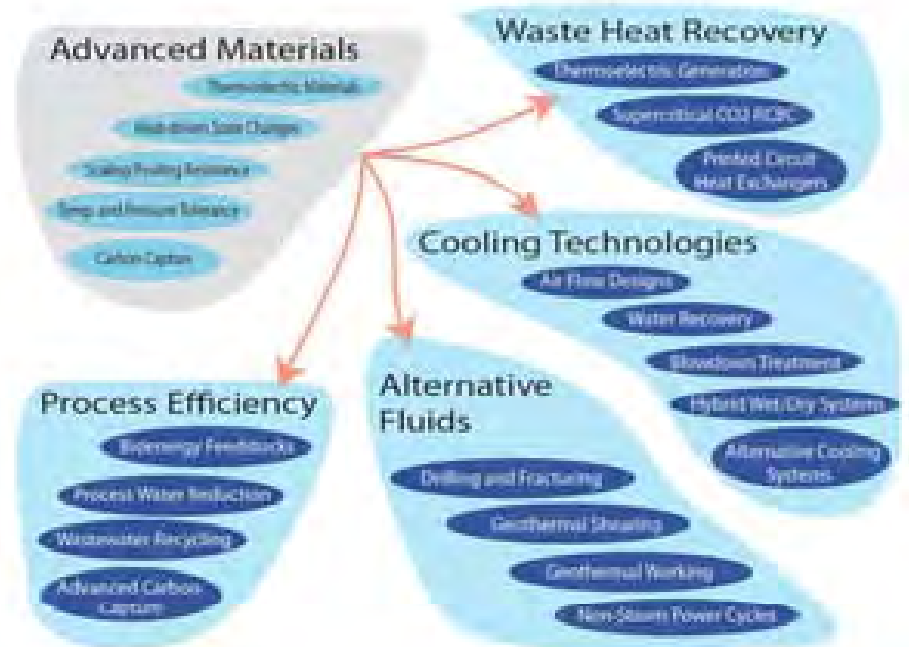 Advanced Materials
Thermoelectric Materials
Heat-driven State Changes
Scaling/Fouling Resistance
Temp. and Pressure Tolerance
Carbon Capture
Waste Heat Recovery
Thermoelectric Generation
Supercritical CO2 RCBC
Printed Circuit
Heat Exchangers
Cooling Technologies
Air Flow Designs
Water Recovery
Blowdown Treatment
Hybrid Wet/Dry Systems
Alternative Cooling
Systems
Process Efficiency
Bioenergy Feedstocks
Process Water Reduction
Wastewater Recycling
Advanced Carbon
Capture
Alternative
Fluids
Drilling and Fracturing
Geothermal Shearing
Geothermal Working
Non-Steam Power Cycles